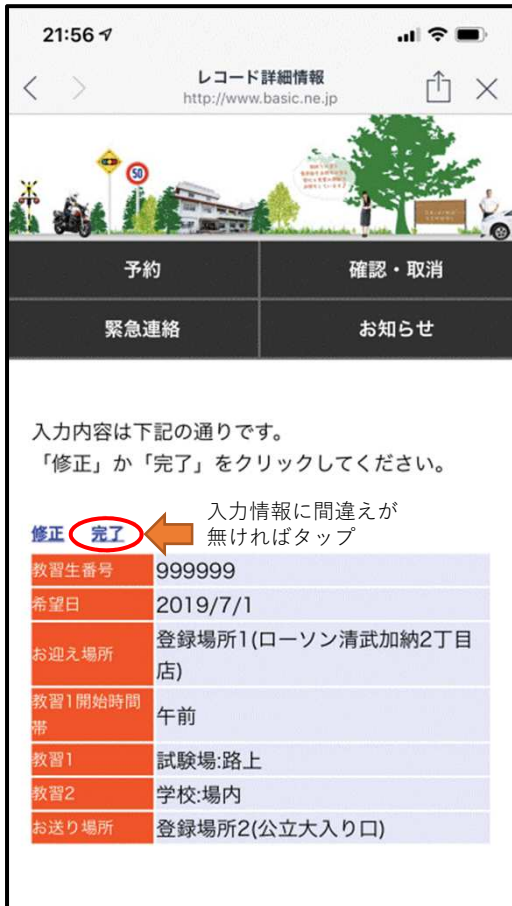 21:56
レコード詳細情報
http://www.basic.ne.jp
50
予約
確認・取消
緊急連絡
お知らせ
入力内容は下記の通りです。
「修正」か「完了」をクリックしてください。
入力情報に間違えが
無ければタップ
修正 完了
教習生番号 999999
希望日 2019/7/1
お迎え場所 登録場所1(ローソン清武加納2丁目
店)
教習1開始時間
帯 午前
教習1 試験場:路上
教習2 学校:場内
お送り場所 登録場所2(公立大入り口)